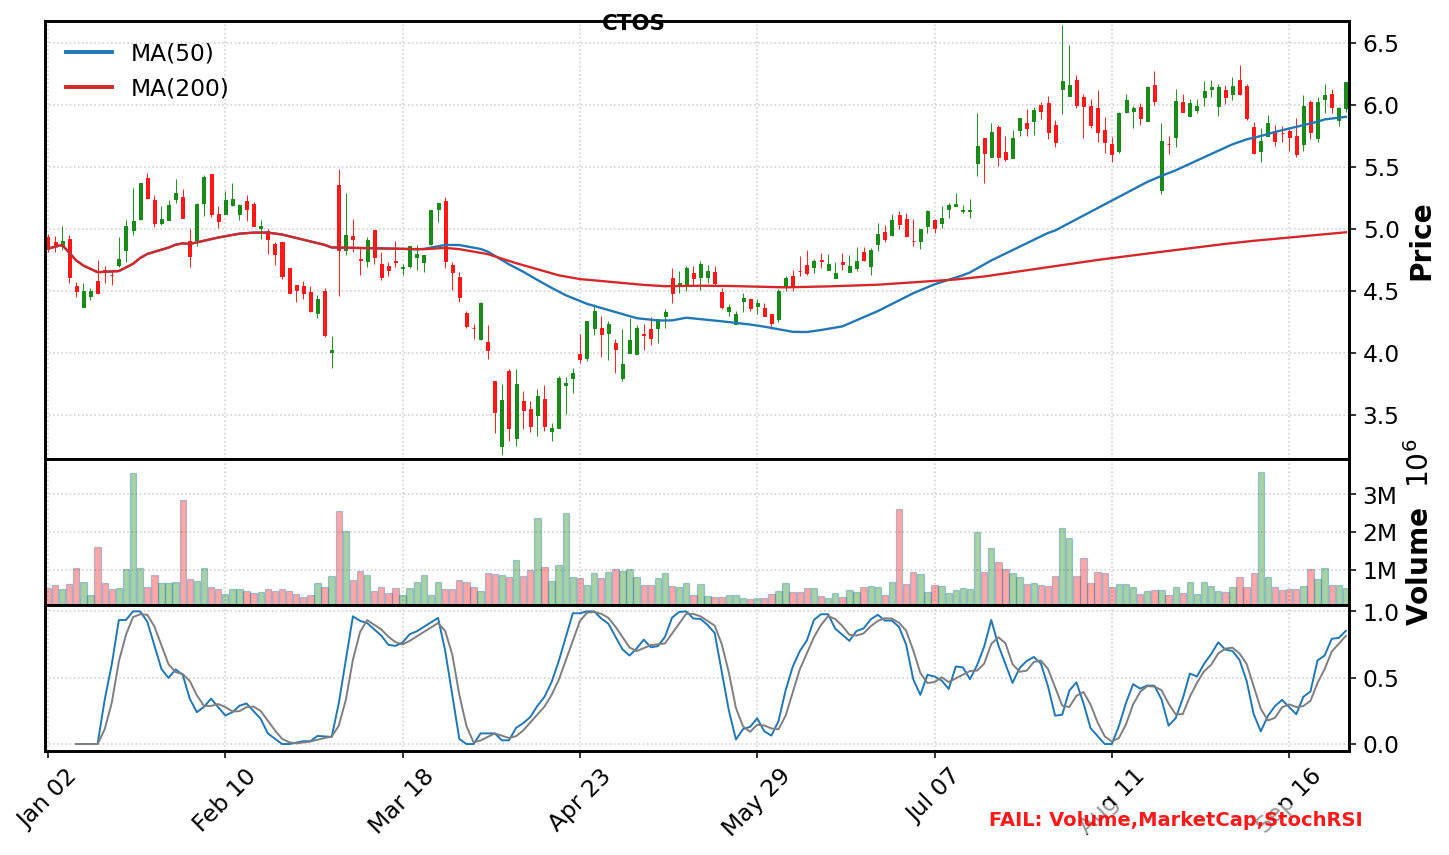 CTOS
MA(50)
MA(200)
6.5
6.0
5.5
5.0
4.5
4.0
3.5
Price
3M
2M
1M
Volume 10^6
1.0
0.5
0.0
Jan 02
Feb 10
Mar 18
Apr 23
May 29
Jul 07
Aug 11
Sep 16
FAIL: Volume,MarketCap,StochRSI